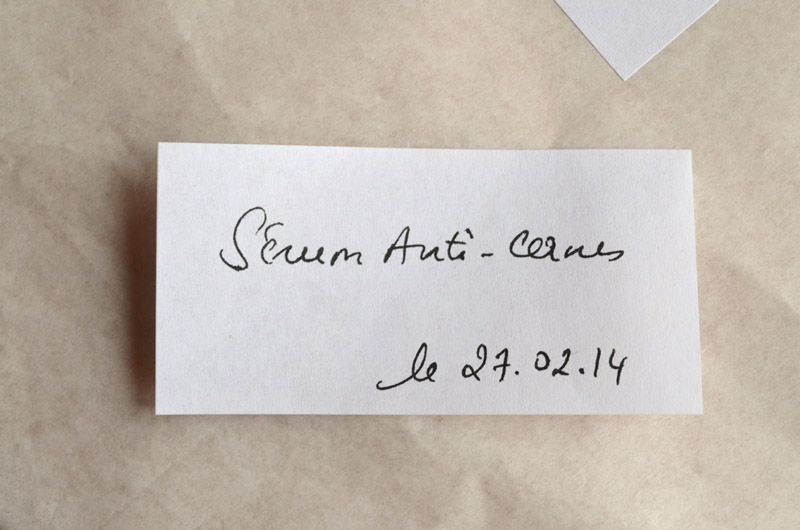 Sérum Anti-cernes
le 27.02.14